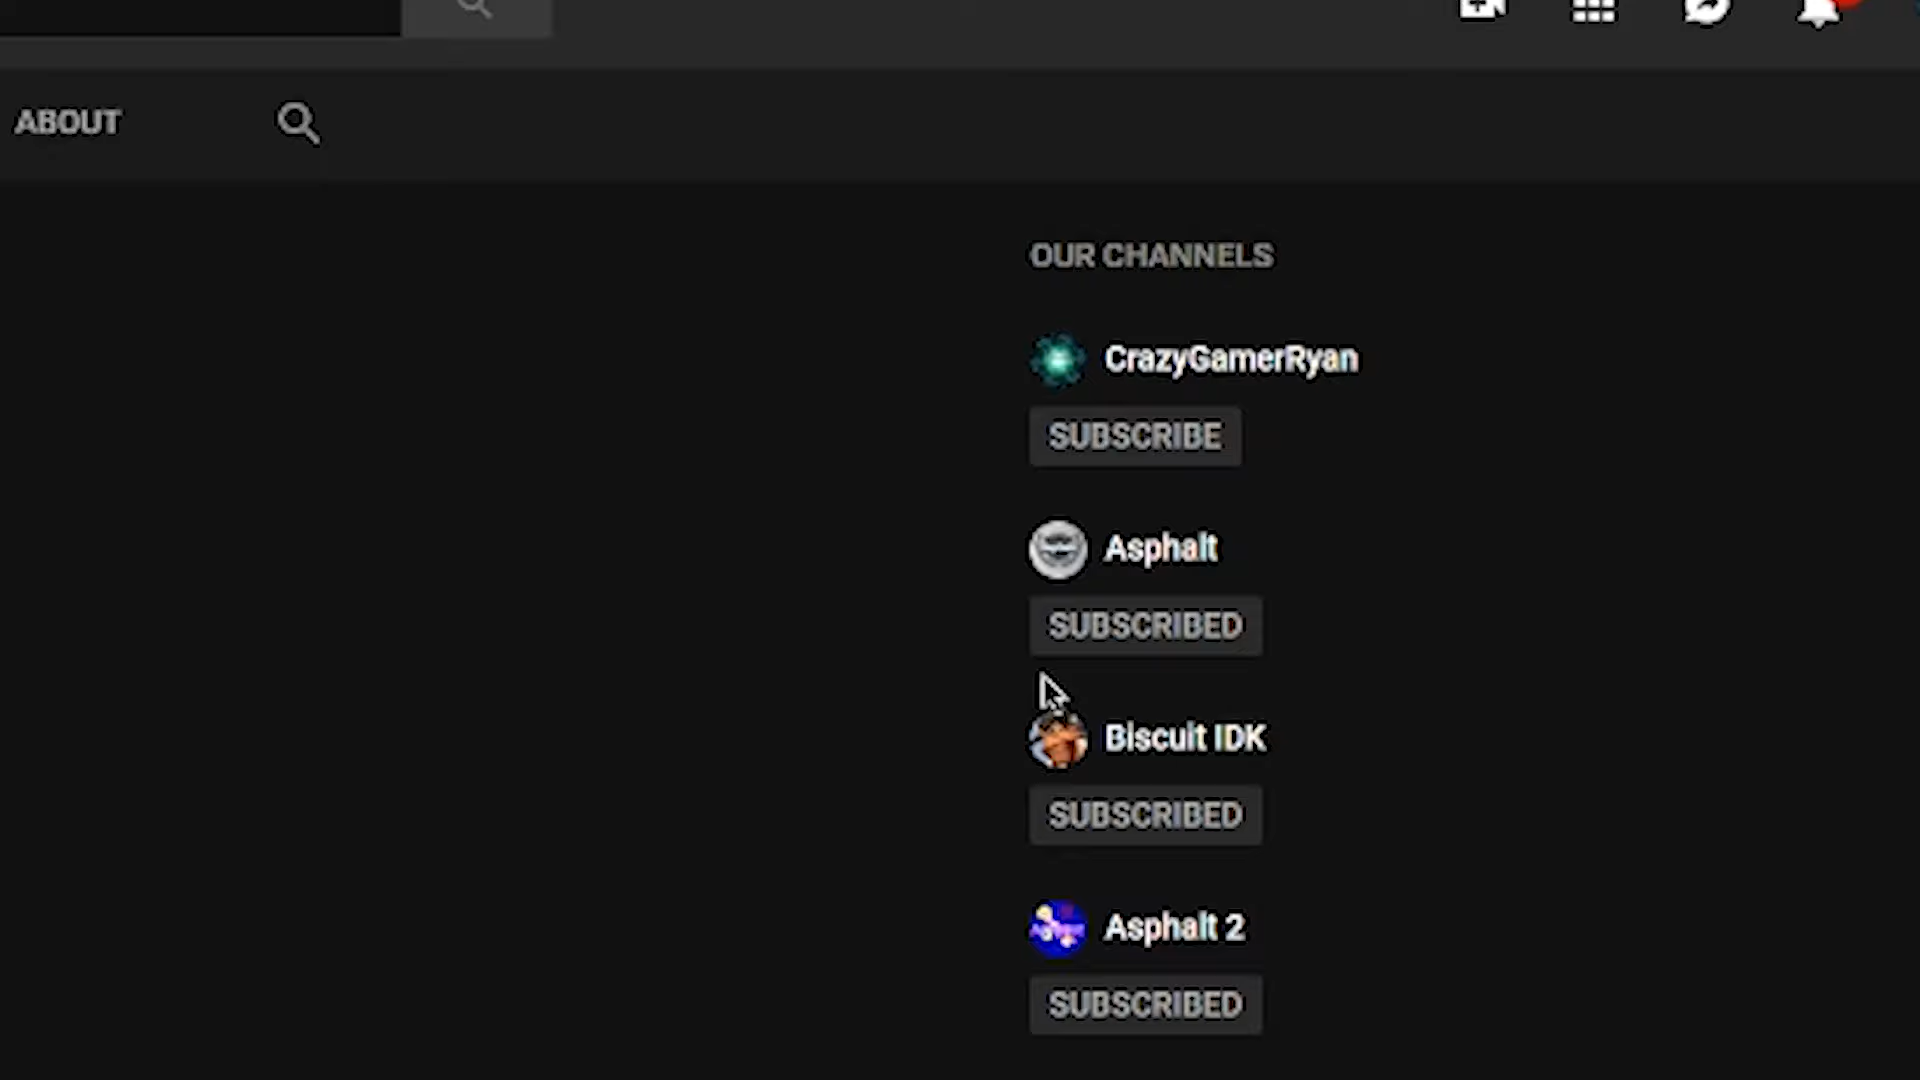 ABOUT
OUR CHANNELS
CrazyGamerRyan
SUBSCRIBE
Asphalt
SUBSCRIBED
Biscuit IDK
SUBSCRIBED
Asphalt 2
SUBSCRIBED